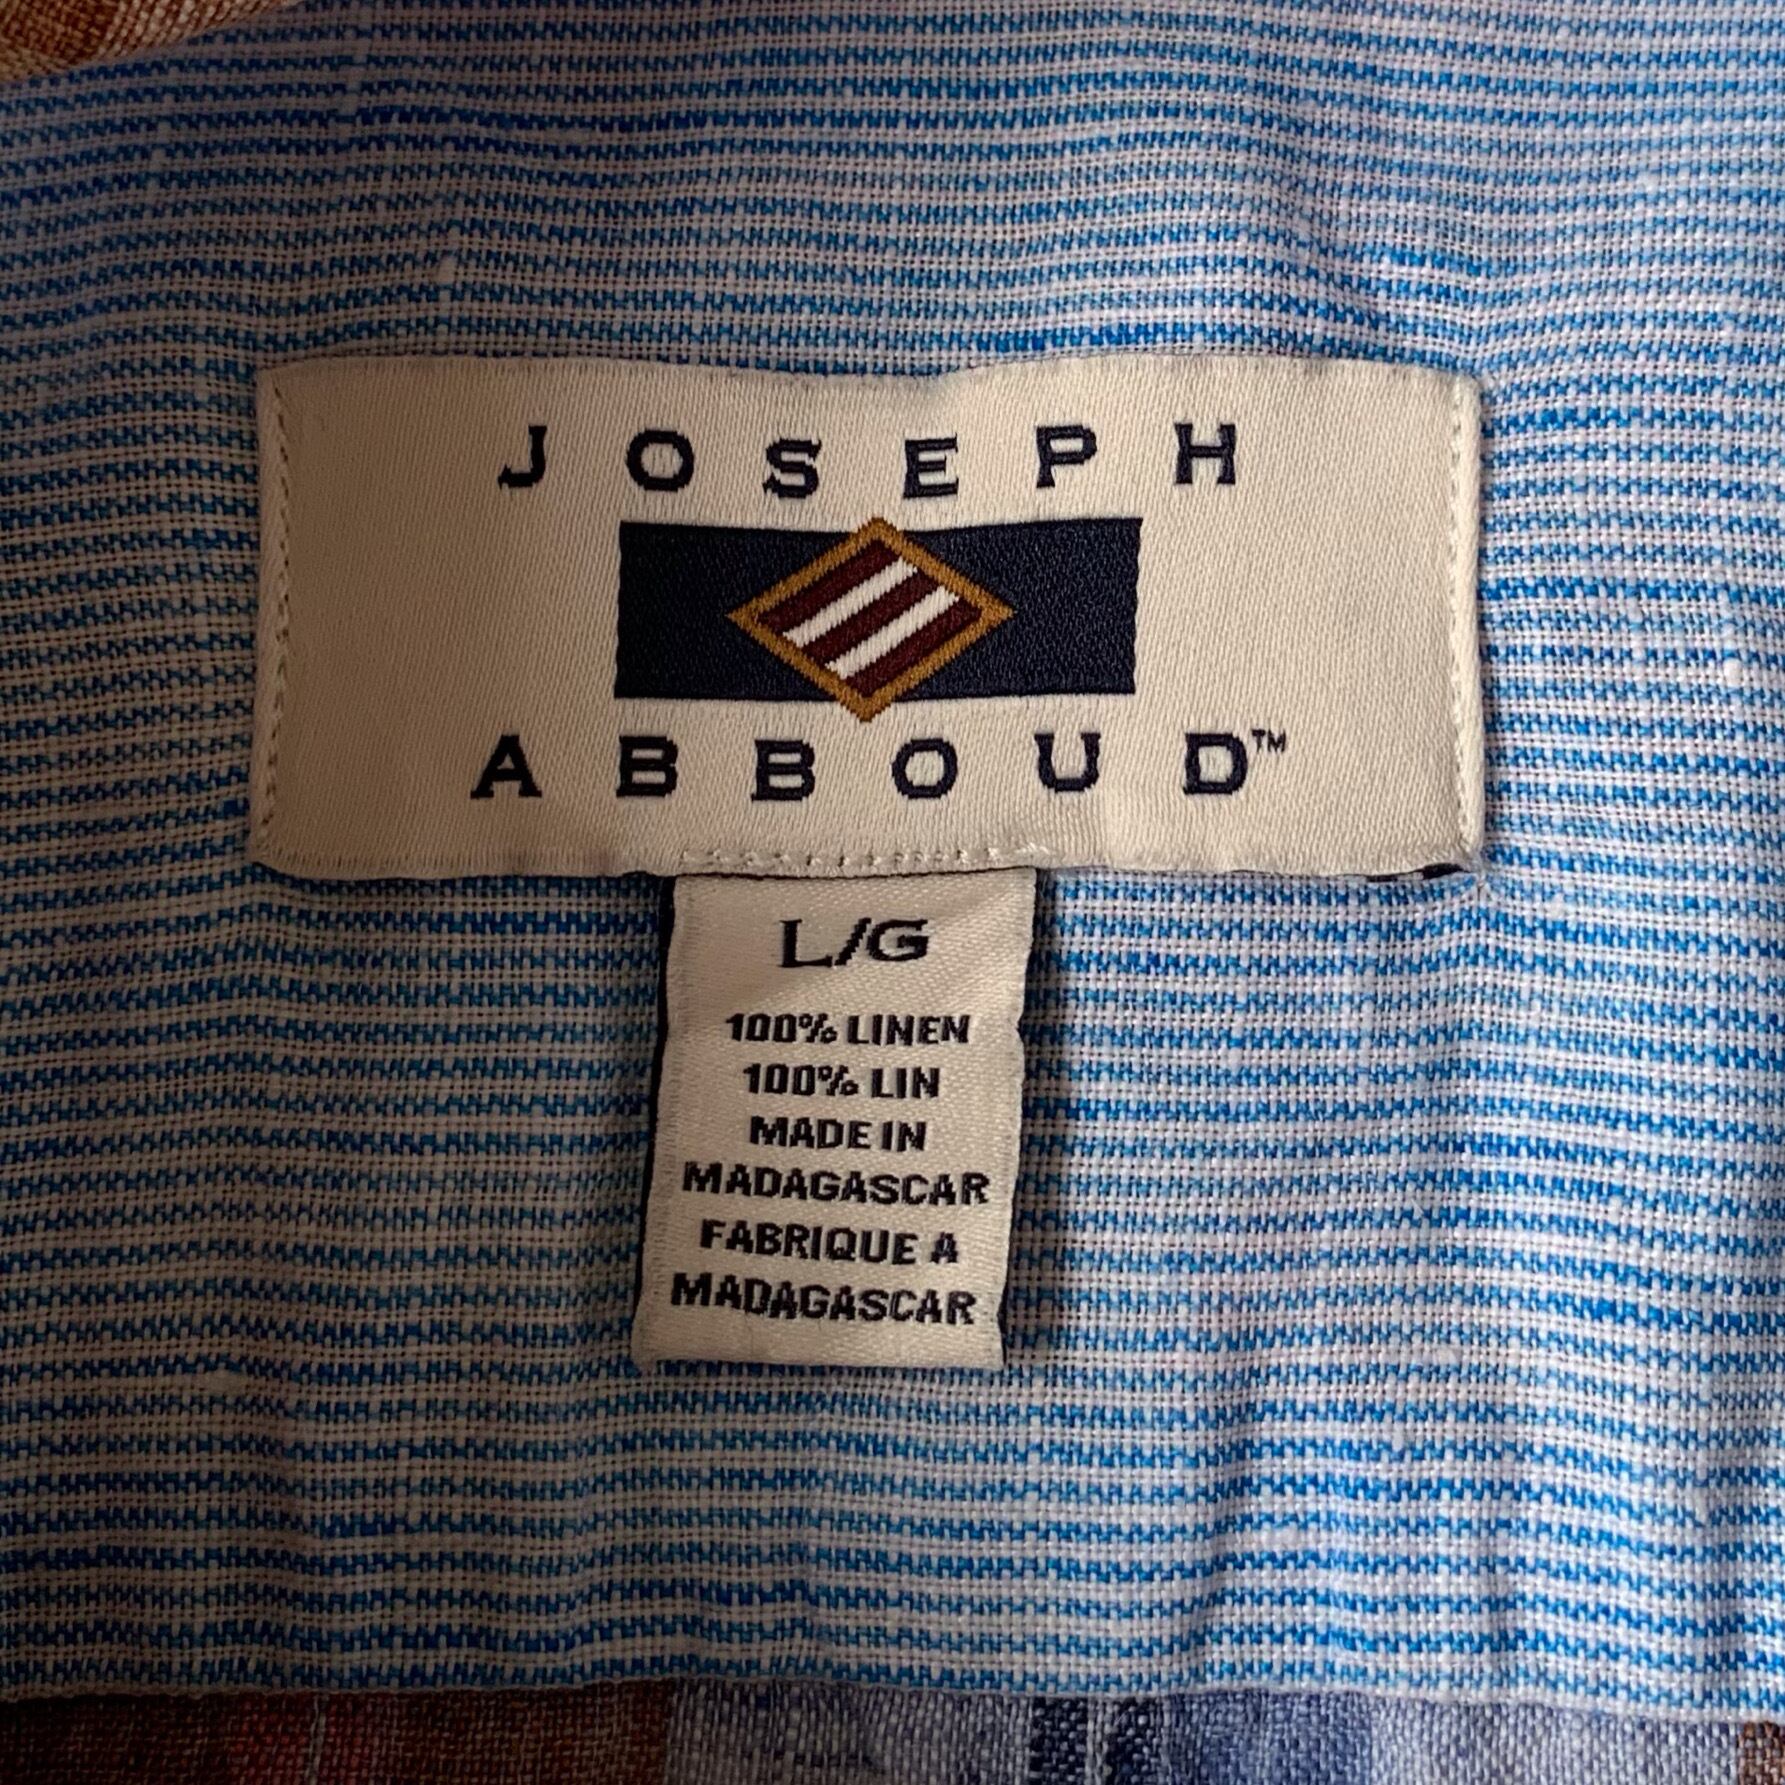 JOSEPH
ABBOUD™
L/G
100% LINEN
100% LIN
MADE IN
MADAGASCAR
FABRIQUE A
MADAGASCAR